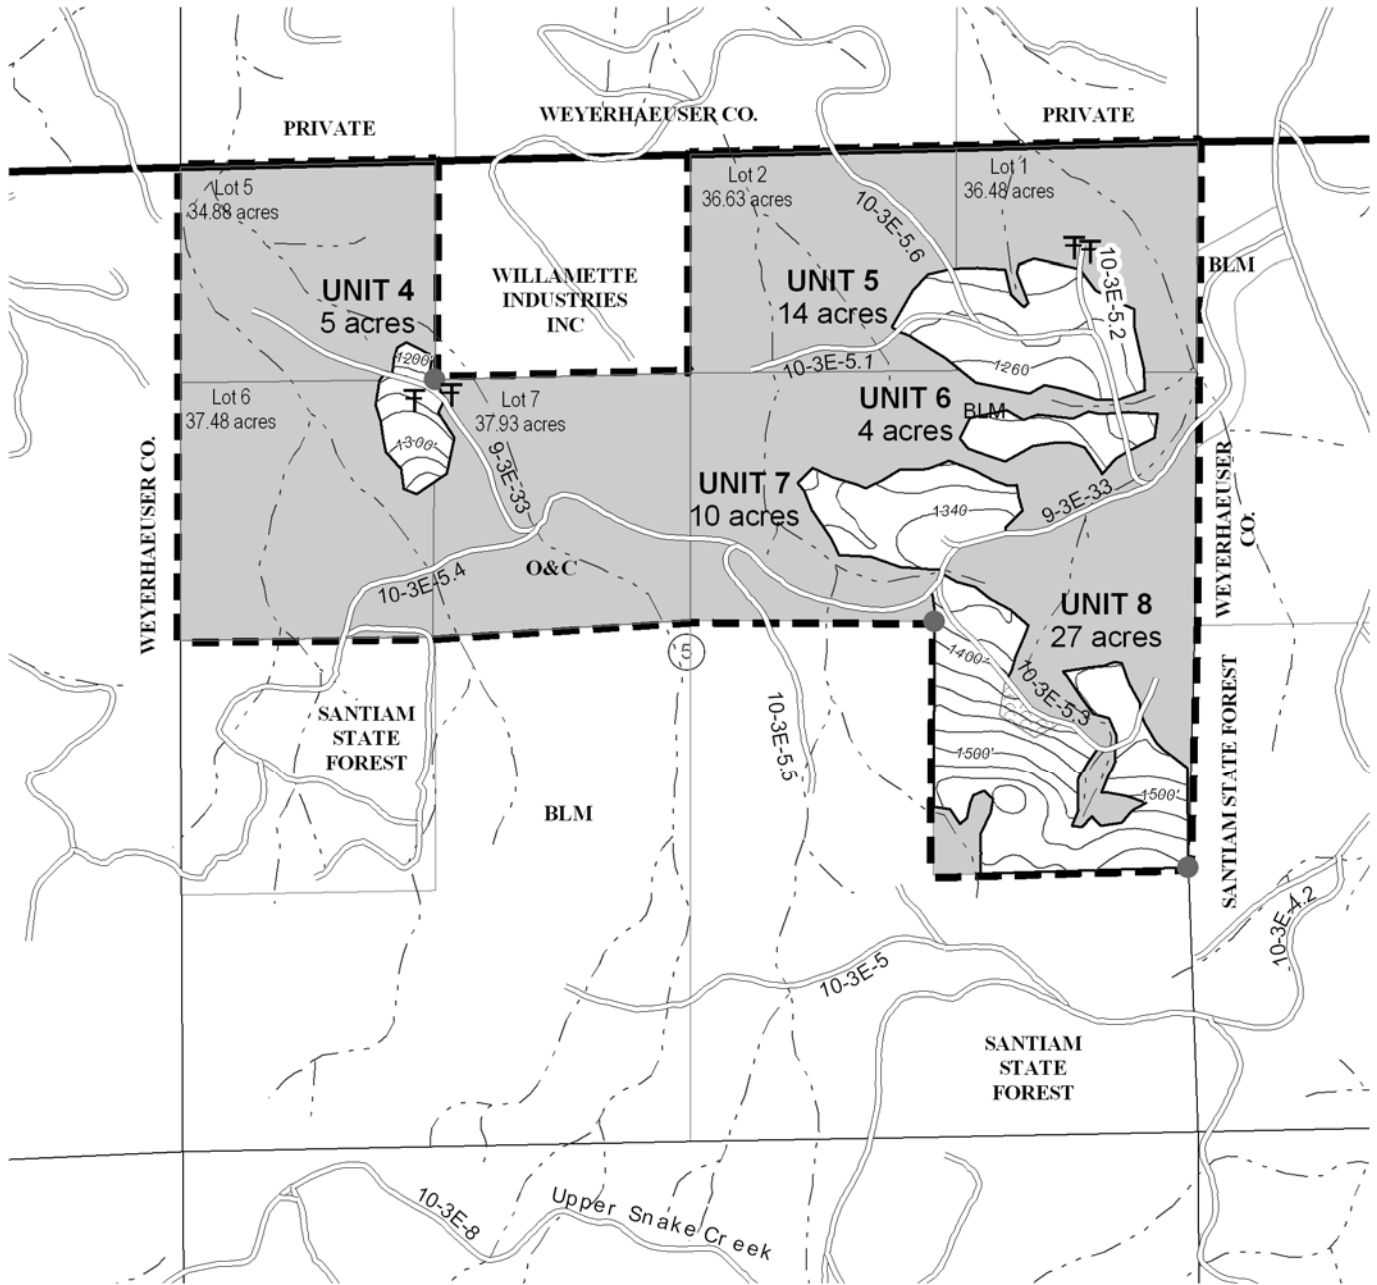 PRIVATE
WEYERHAEUSER CO.
PRIVATE
Lot 5
34.88 acres
Lot 2
36.63 acres
Lot 1
36.48 acres
10-3E-5.6
10-3E-5.2
BLM
WILLAMETTE
INDUSTRIES
INC
UNIT 4
5 acres
UNIT 5
14 acres
1200'
10-3E-5.1
1260
Lot 6
37.48 acres
Lot 7
37.93 acres
UNIT 6
4 acres
BLM
1300'
9-3E-33
UNIT 7
10 acres
1340
9-3E-33
WEYERHAEUSER CO.
WEYERHAEUSER
CO.
10-3E-5.4
O&C
UNIT 8
27 acres
5
1400'
10-3E-5.3
10-3E-5.5
SANTIAM
STATE
FOREST
1500'
1500'
SANTIAM STATE FOREST
BLM
10-3E-4.2
10-3E-5
SANTIAM
STATE
FOREST
10-3E-8
Upper Snake Creek